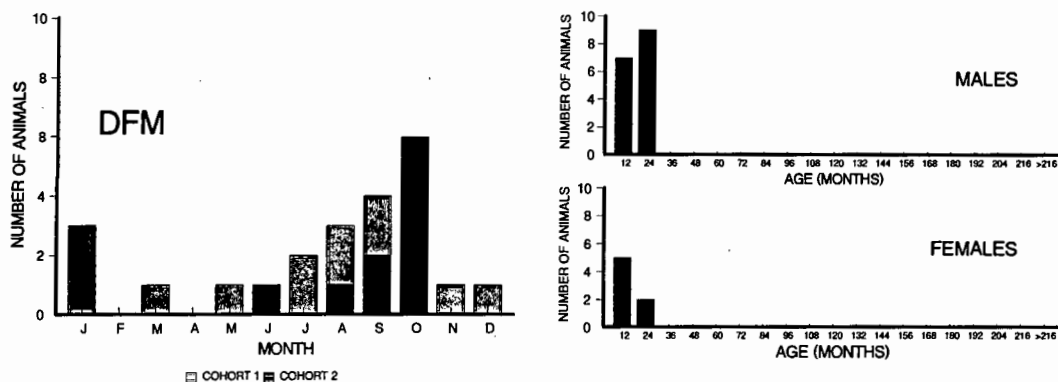 10
8
6
4
2
0
NUMBER OF ANIMALS
DFM
J F M A M J J A S O N D
MONTH
COHORT 1 COHORT 2
10
8
6
4
2
0
NUMBER OF ANIMALS
MALES
12 24 36 48 60 72 84 96 108 120 132 144 156 168 180 192 204 216 >216
AGE (MONTHS)
10
8
6
4
2
0
NUMBER OF ANIMALS
FEMALES
12 24 36 48 60 72 84 96 108 120 132 144 156 168 180 192 204 216 >216
AGE (MONTHS)